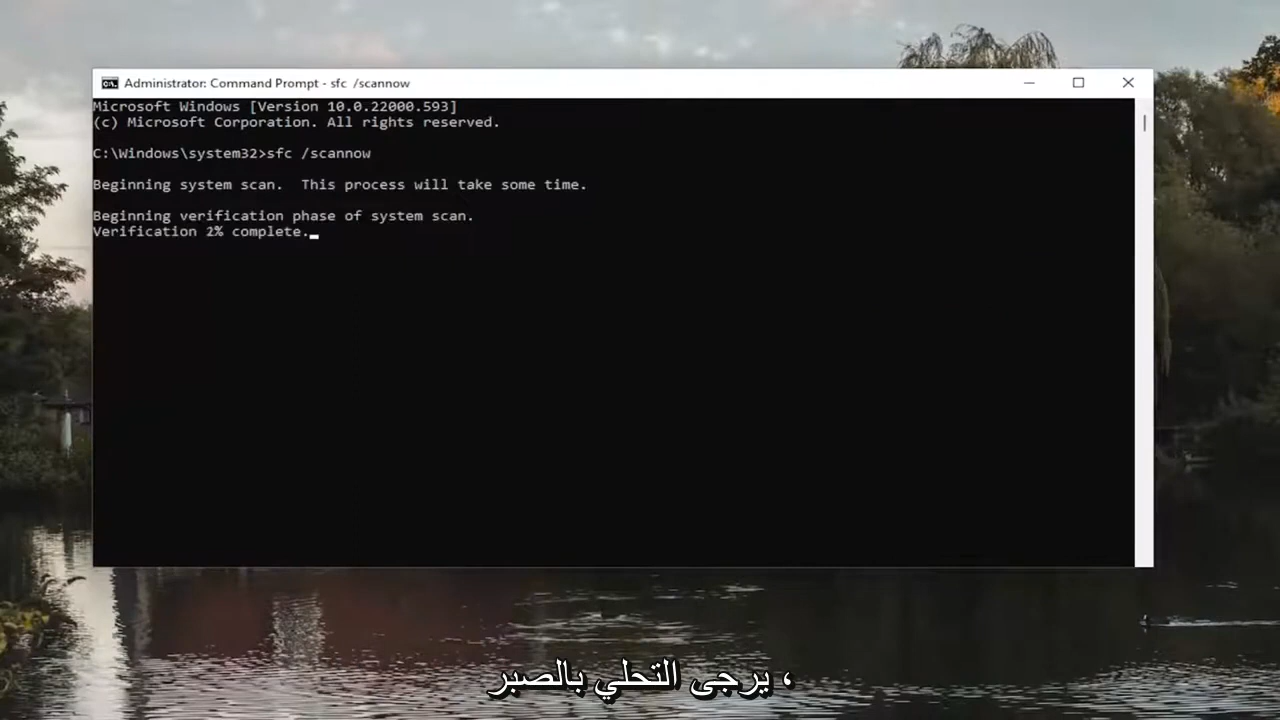 Administrator: Command Prompt - sfc /scannow
Microsoft Windows [Version 10.0.22000.593]
(c) Microsoft Corporation. All rights reserved.
C:\Windows\system32>sfc /scannow
Beginning system scan.  This process will take some time.
Beginning verification phase of system scan.
Verification 2% complete.
، يرجى التحلي بالصبر